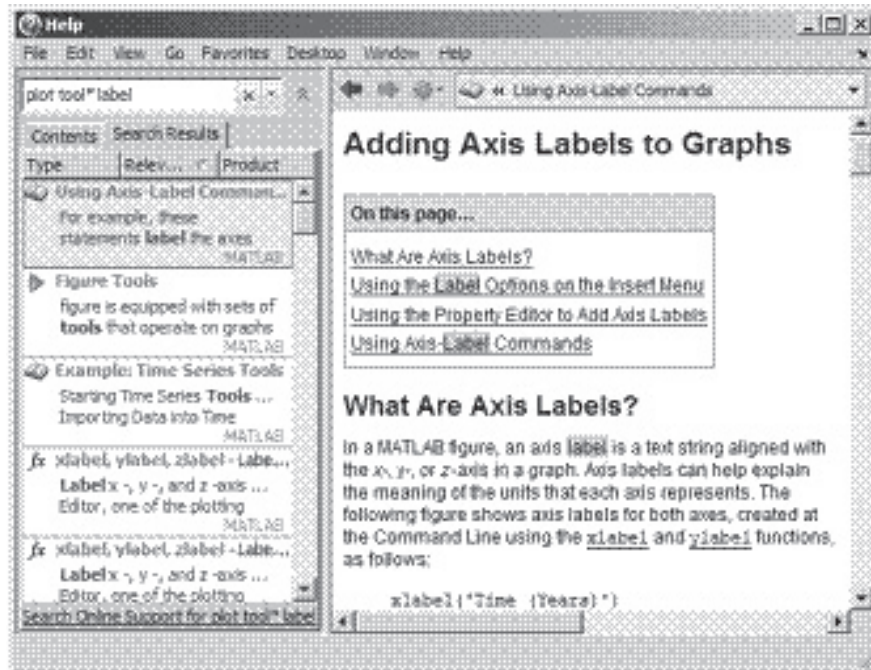 Help
File Edit View Go Favorites Desktop Window Help
plot tool* label
« Using Axis-Label Commands
Contents Search Results
Type Relev... Product
Using Axis-Label Comman...
For example, these
statements label the axes
MATLAB
Figure Tools
figure is equipped with sets of
tools that operate on graphs
MATLAB
Example: Time Series Tools
Starting Time Series Tools ...
Importing Data into Time
MATLAB
fx xlabel, ylabel, zlabel - Labe...
Label x -, y -, and z -axis ...
Editor, one of the plotting
MATLAB
fx xlabel, ylabel, zlabel - Labe...
Label x -, y -, and z -axis ...
Editor, one of the plotting
Search Online Support for plot tool* labe
Adding Axis Labels to Graphs
On this page...
What Are Axis Labels?
Using the Label Options on the Insert Menu
Using the Property Editor to Add Axis Labels
Using Axis-Label Commands
What Are Axis Labels?
In a MATLAB figure, an axis label is a text string aligned with
the x-, y-, or z-axis in a graph. Axis labels can help explain
the meaning of the units that each axis represents. The
following figure shows axis labels for both axes, created at
the Command Line using the xlabel and ylabel functions,
as follows:
xlabel('Time (Years)')